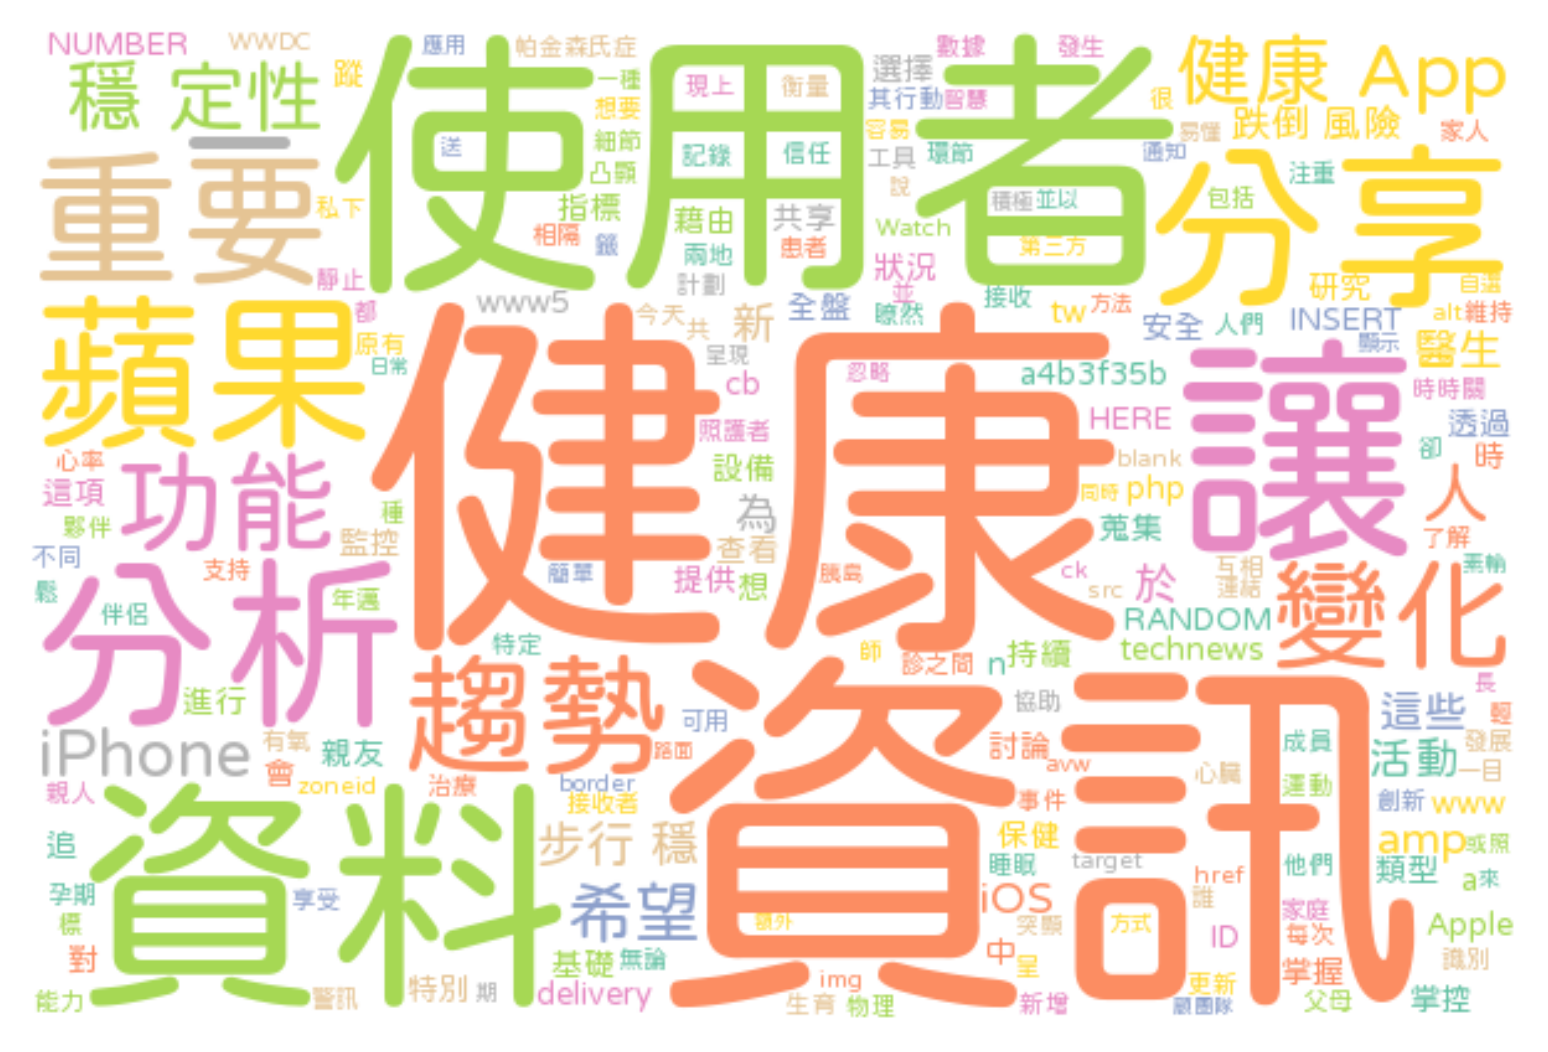 NUMBER
WWDC
應用
帕金森氏症
數據
發生
健康 App
穩 定性
蹤
使用者
一種
想要
現上
衡量
選擇
其行動
智慧
很
容易
易懂
跌倒 風險
家人
重要
送
細節
記錄
信任
工具
環節
通知
分享
凸顯
說
注重
私下
指標
藉由
共享
積極
並以
包括
相隔
籤
兩地
患者
Watch
第三方
靜止
計劃
狀況
並
接收
研究
自選
蘋果
都
www5
今天
共
新
全盤
瞭然
tw
方法
安全
人們
INSERT
alt
維持
原有
日常
健康
呈現
cb
忽略
a4b3f35b
讓
顯示
醫生
時時關
HERE
透過
照護者
心率
這項
功能
設備
blank
卻
時
人
同時
php
夥伴
種
為
蒐集
不同
監控
查看
了解
支持
簡單
提供
想
胰島
ck
src
於
互相
連結
變化
素輸
鬆
分析
伴侶
年邁
RANDOM
特定
師
診之間
n
持續
technews
長
進行
趨勢
可用
協助
這些
輕
iPhone
有氧
親友
路面
討論
avw
成員
活動
發展
會
zoneid
治療
border
心臟
一目
親人
資料
接收者
資訊
事件
運動
創新
www
追
步行 穩
保健
amp
或照
睡眠
target
href
他們
類型
a
來
孕期
享受
希望
iOS
誰
標
額外
突顯
方式
ID
家庭
每次
Apple
對
基礎
無論
中
呈
掌握
識別
能力
警訊
特別
期
delivery
img
生育
物理
新增
更新
顧團隊
父母
掌控